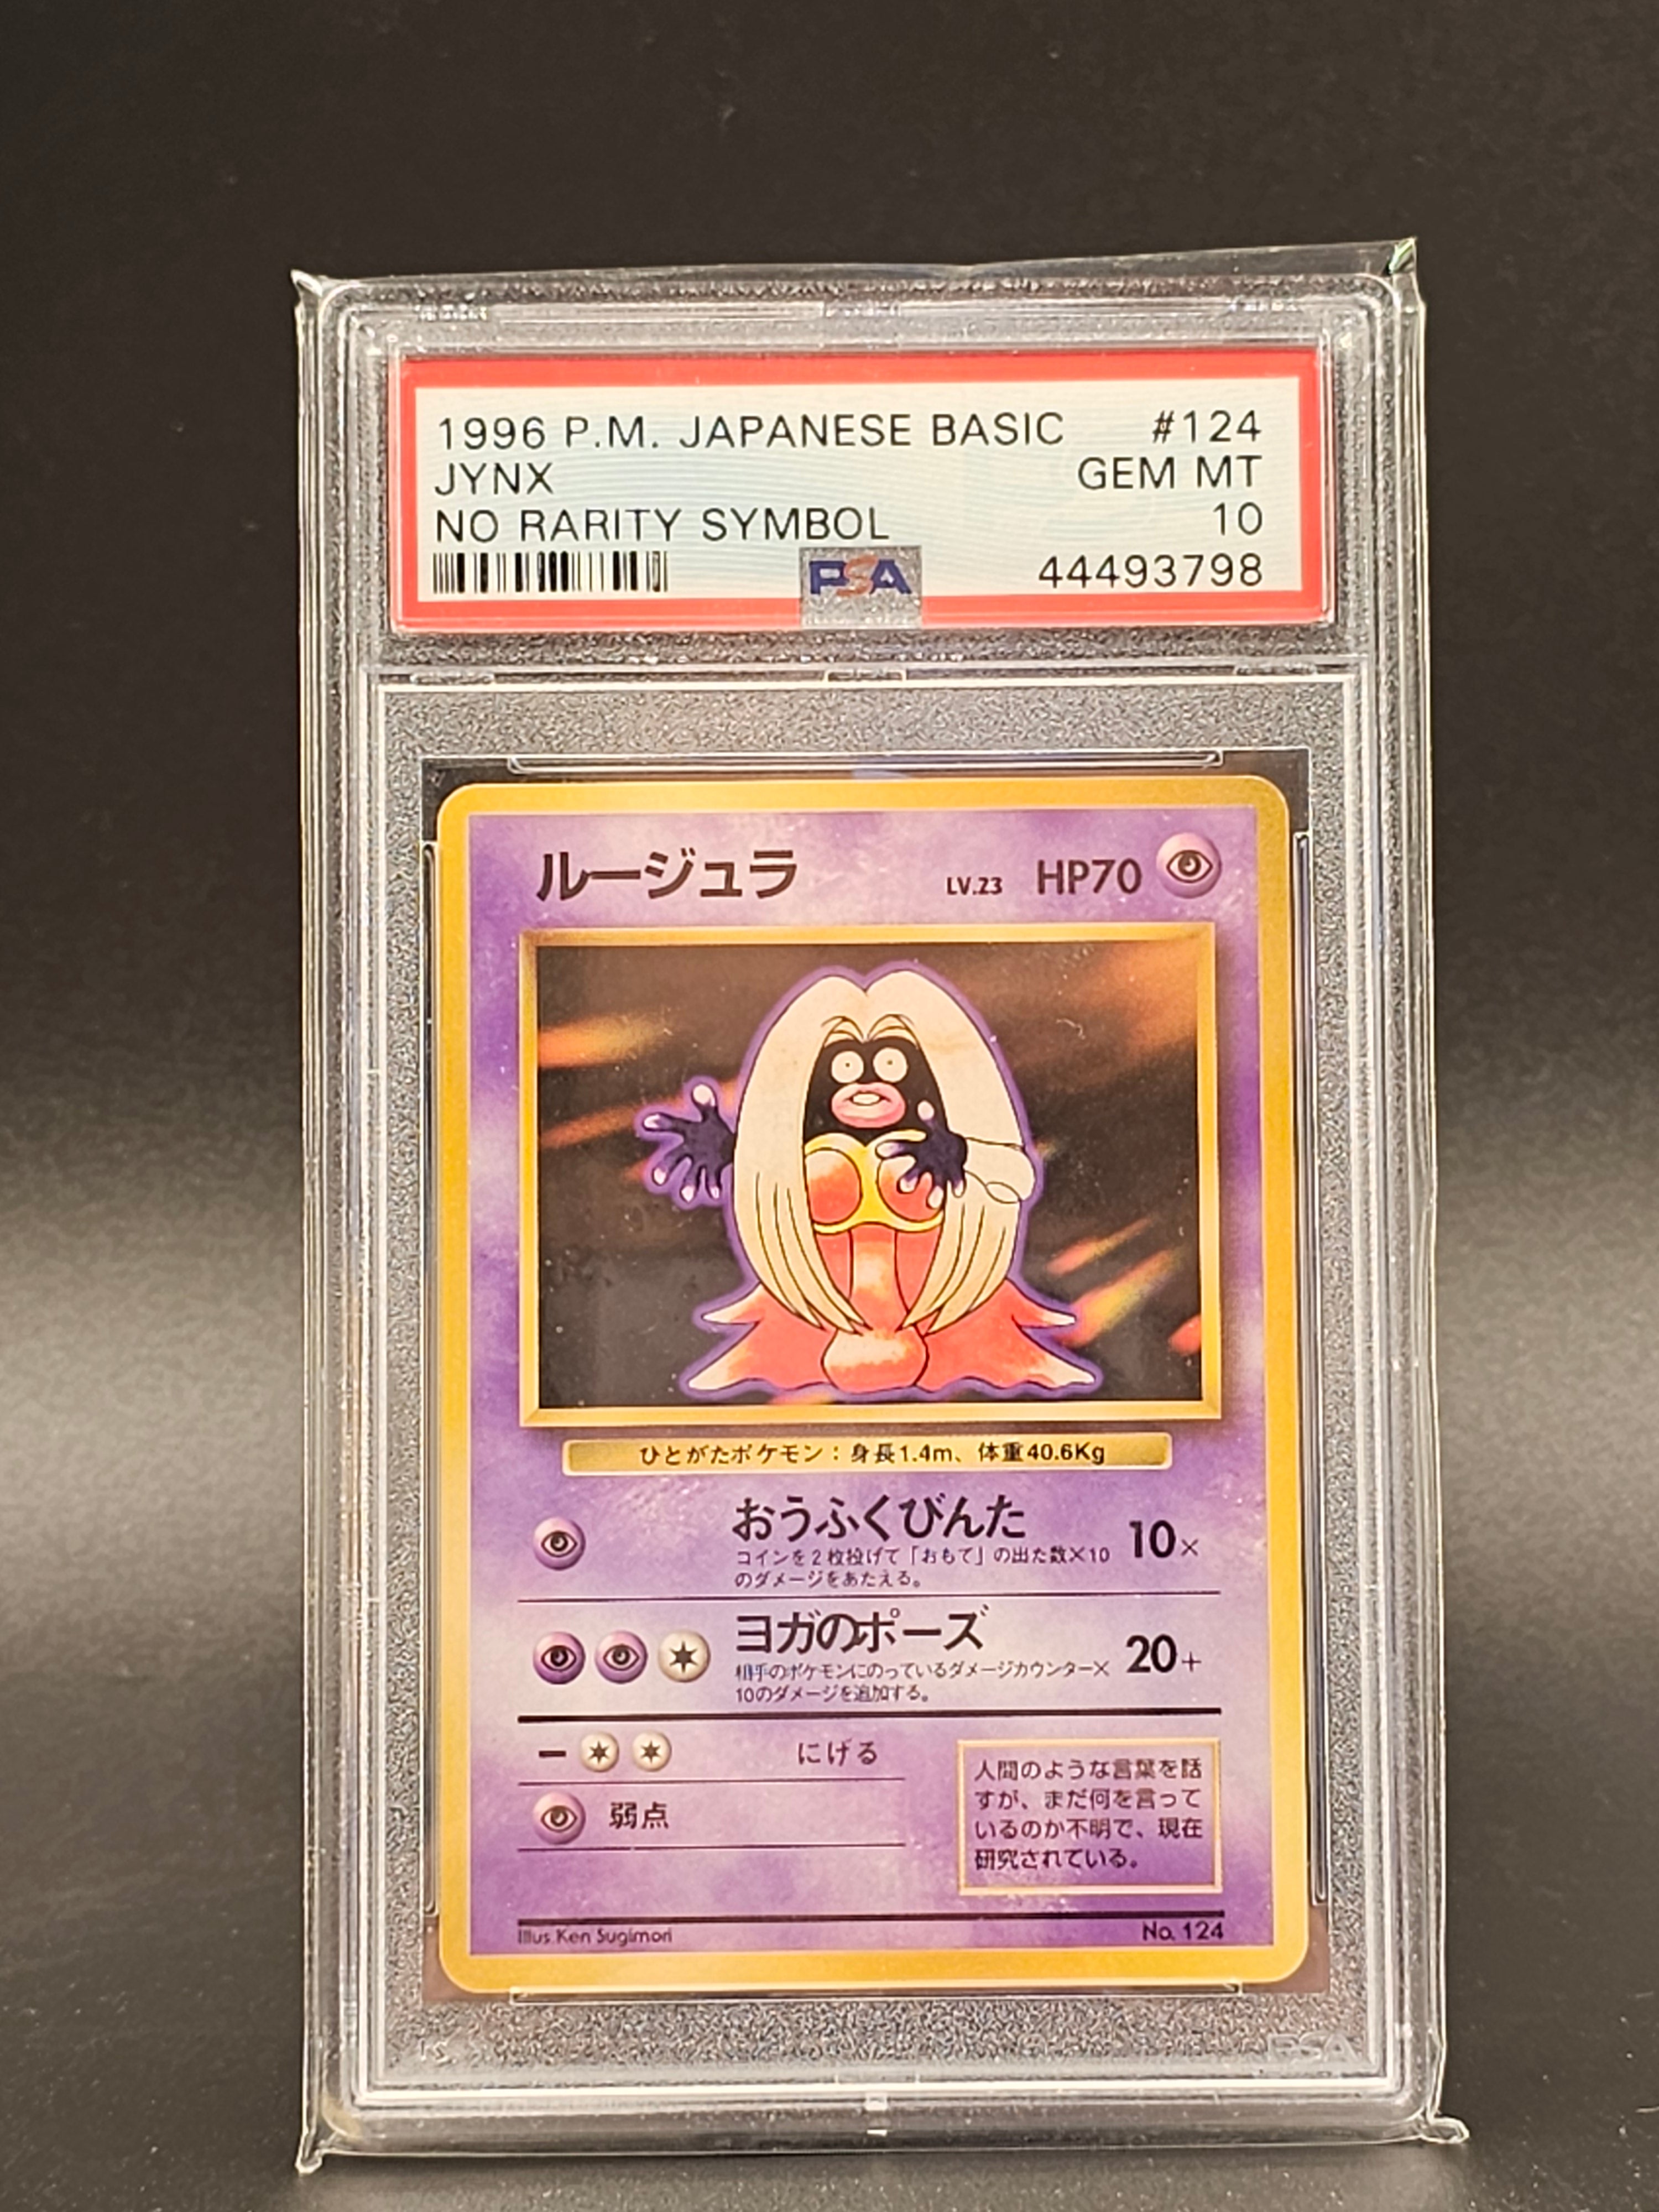 1996 P.M. JAPANESE BASIC #124
JYNX GEM MT
NO RARITY SYMBOL 10
PSA 44493798
ルージュラ LV.23 HP70
ひとがたポケモン：身長1.4m、体重40.6Kg
おうふくびんた 10×
コインを2枚投げて「おもて」の出た数×10
のダメージをあたえる。
ヨガのポーズ 20+
相手のポケモンにのっているダメージカウンター×
10のダメージを追加する。
にげる
弱点
人間のような言葉を話
すが、まだ何を言って
いるのか不明で、現在
研究されている。
Illus. Ken Sugimori No. 124
PSA